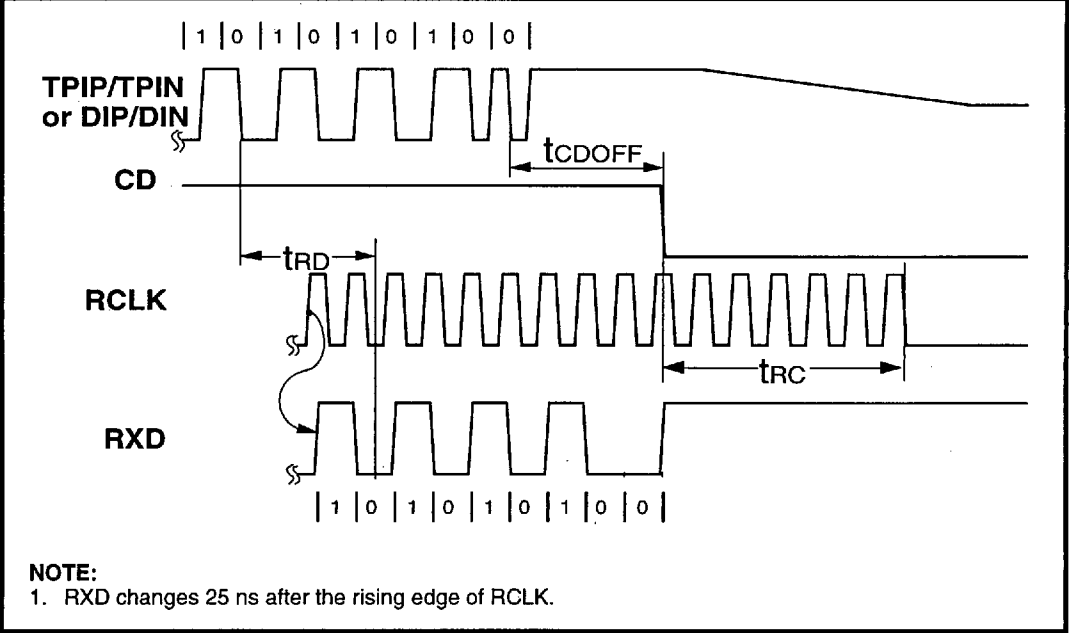 1 0 1 0 1 0 1 0 0
TPIP/TPIN
or DIP/DIN
tCDOFF
CD
tRD
RCLK
tRC
RXD
1 0 1 0 1 0 1 0 0
NOTE:
1. RXD changes 25 ns after the rising edge of RCLK.